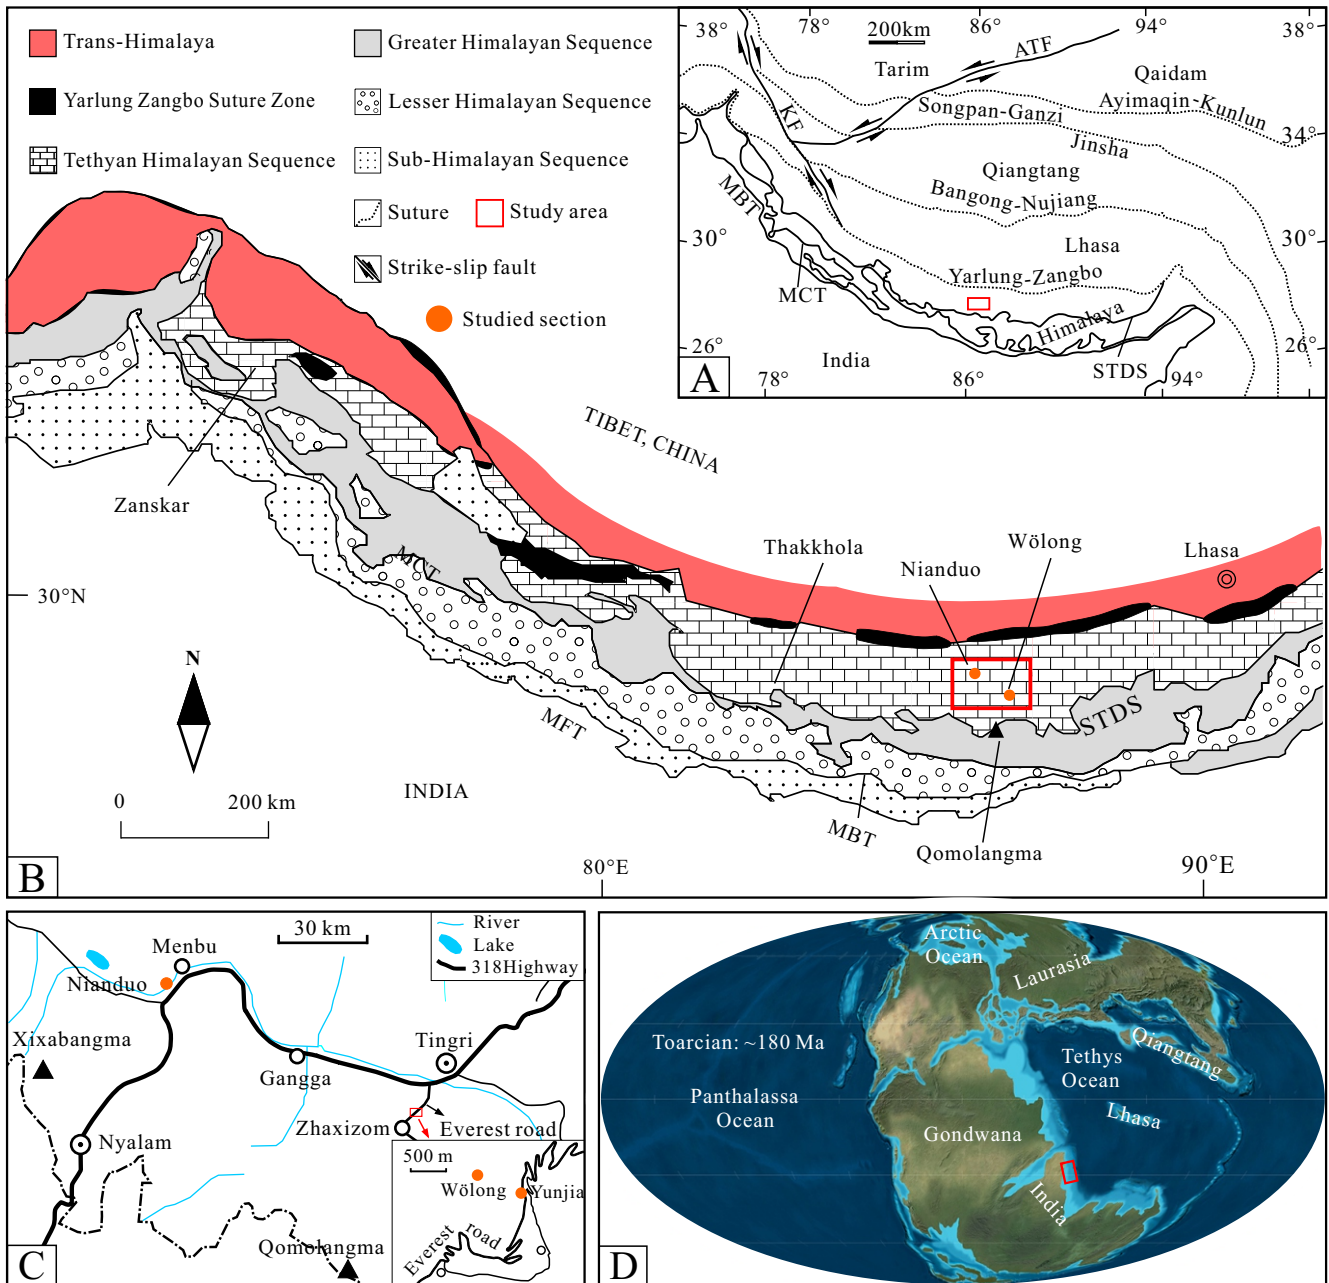 Trans-Himalaya
Greater Himalayan Sequence
Yarlung Zangbo Suture Zone
Lesser Himalayan Sequence
Tethyan Himalayan Sequence
Sub-Himalayan Sequence
Suture
Study area
Strike-slip fault
Studied section
38°
78°
86°
94°
38°
200km
ATF
Tarim
Qaidam
Ayimaqin-Kunlun
KF
Songpan-Ganzi
34°
34°
Jinsha
Qiangtang
MBT
Bangong-Nujiang
30°
30°
Lhasa
Yarlung-Zangbo
MCT
Himalaya
26°
26°
India
STDS
A
78°
86°
94°
TIBET, CHINA
Zanskar
Thakkhola
Wölong
Nianduo
Lhasa
MCT
30°N
N
STDS
MFT
0
200 km
INDIA
MBT
Qomolangma
B
80°E
90°E
30 km
River
Lake
318Highway
Menbu
Nianduo
Xixabangma
Tingri
Gangga
Zhaxizom
Everest road
Nyalam
500 m
Wölong
Yunjia
Everest road
Qomolangma
C
Arctic
Ocean
Laurasia
Toarcian: ~180 Ma
Tethys
Ocean
Qiangtang
Panthalassa
Ocean
Lhasa
Gondwana
India
D